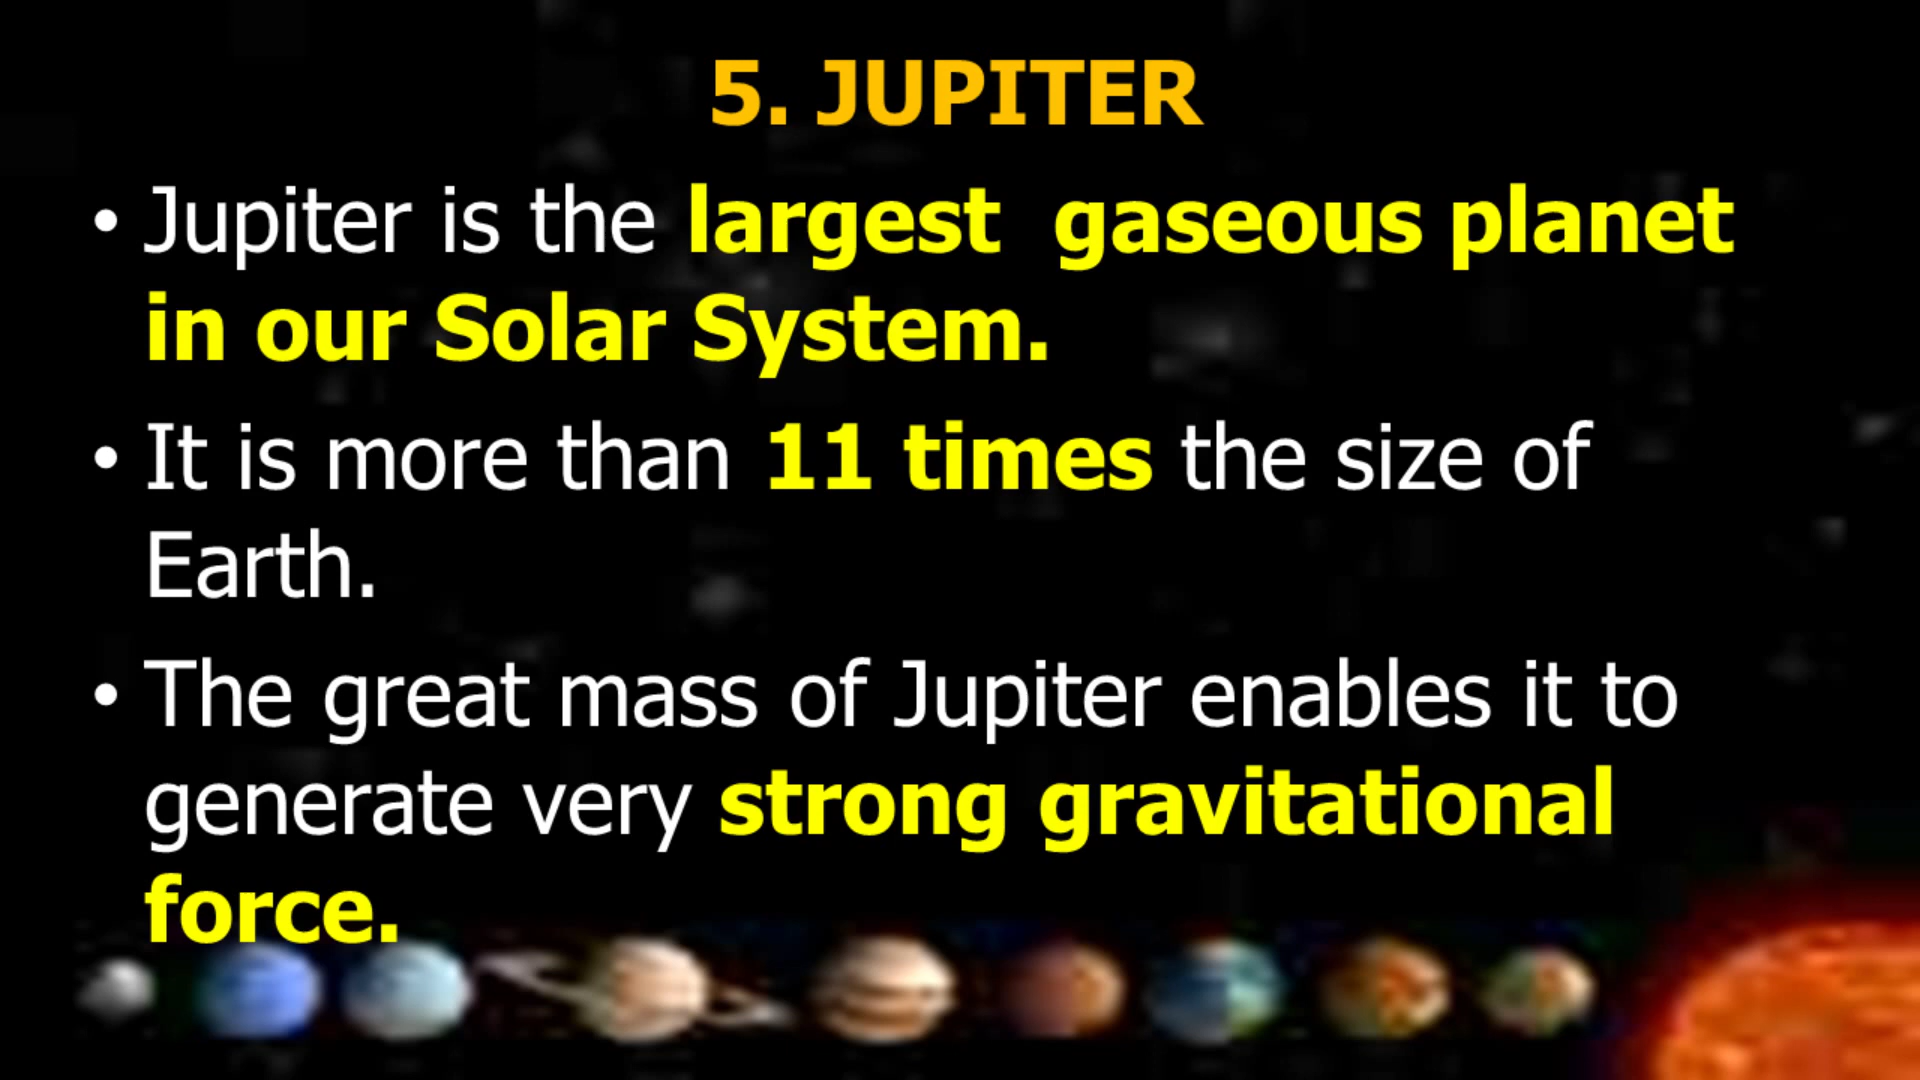 5. JUPITER
• Jupiter is the largest  gaseous planet
in our Solar System.
• It is more than 11 times the size of
Earth.
• The great mass of Jupiter enables it to
generate very strong gravitational
force.